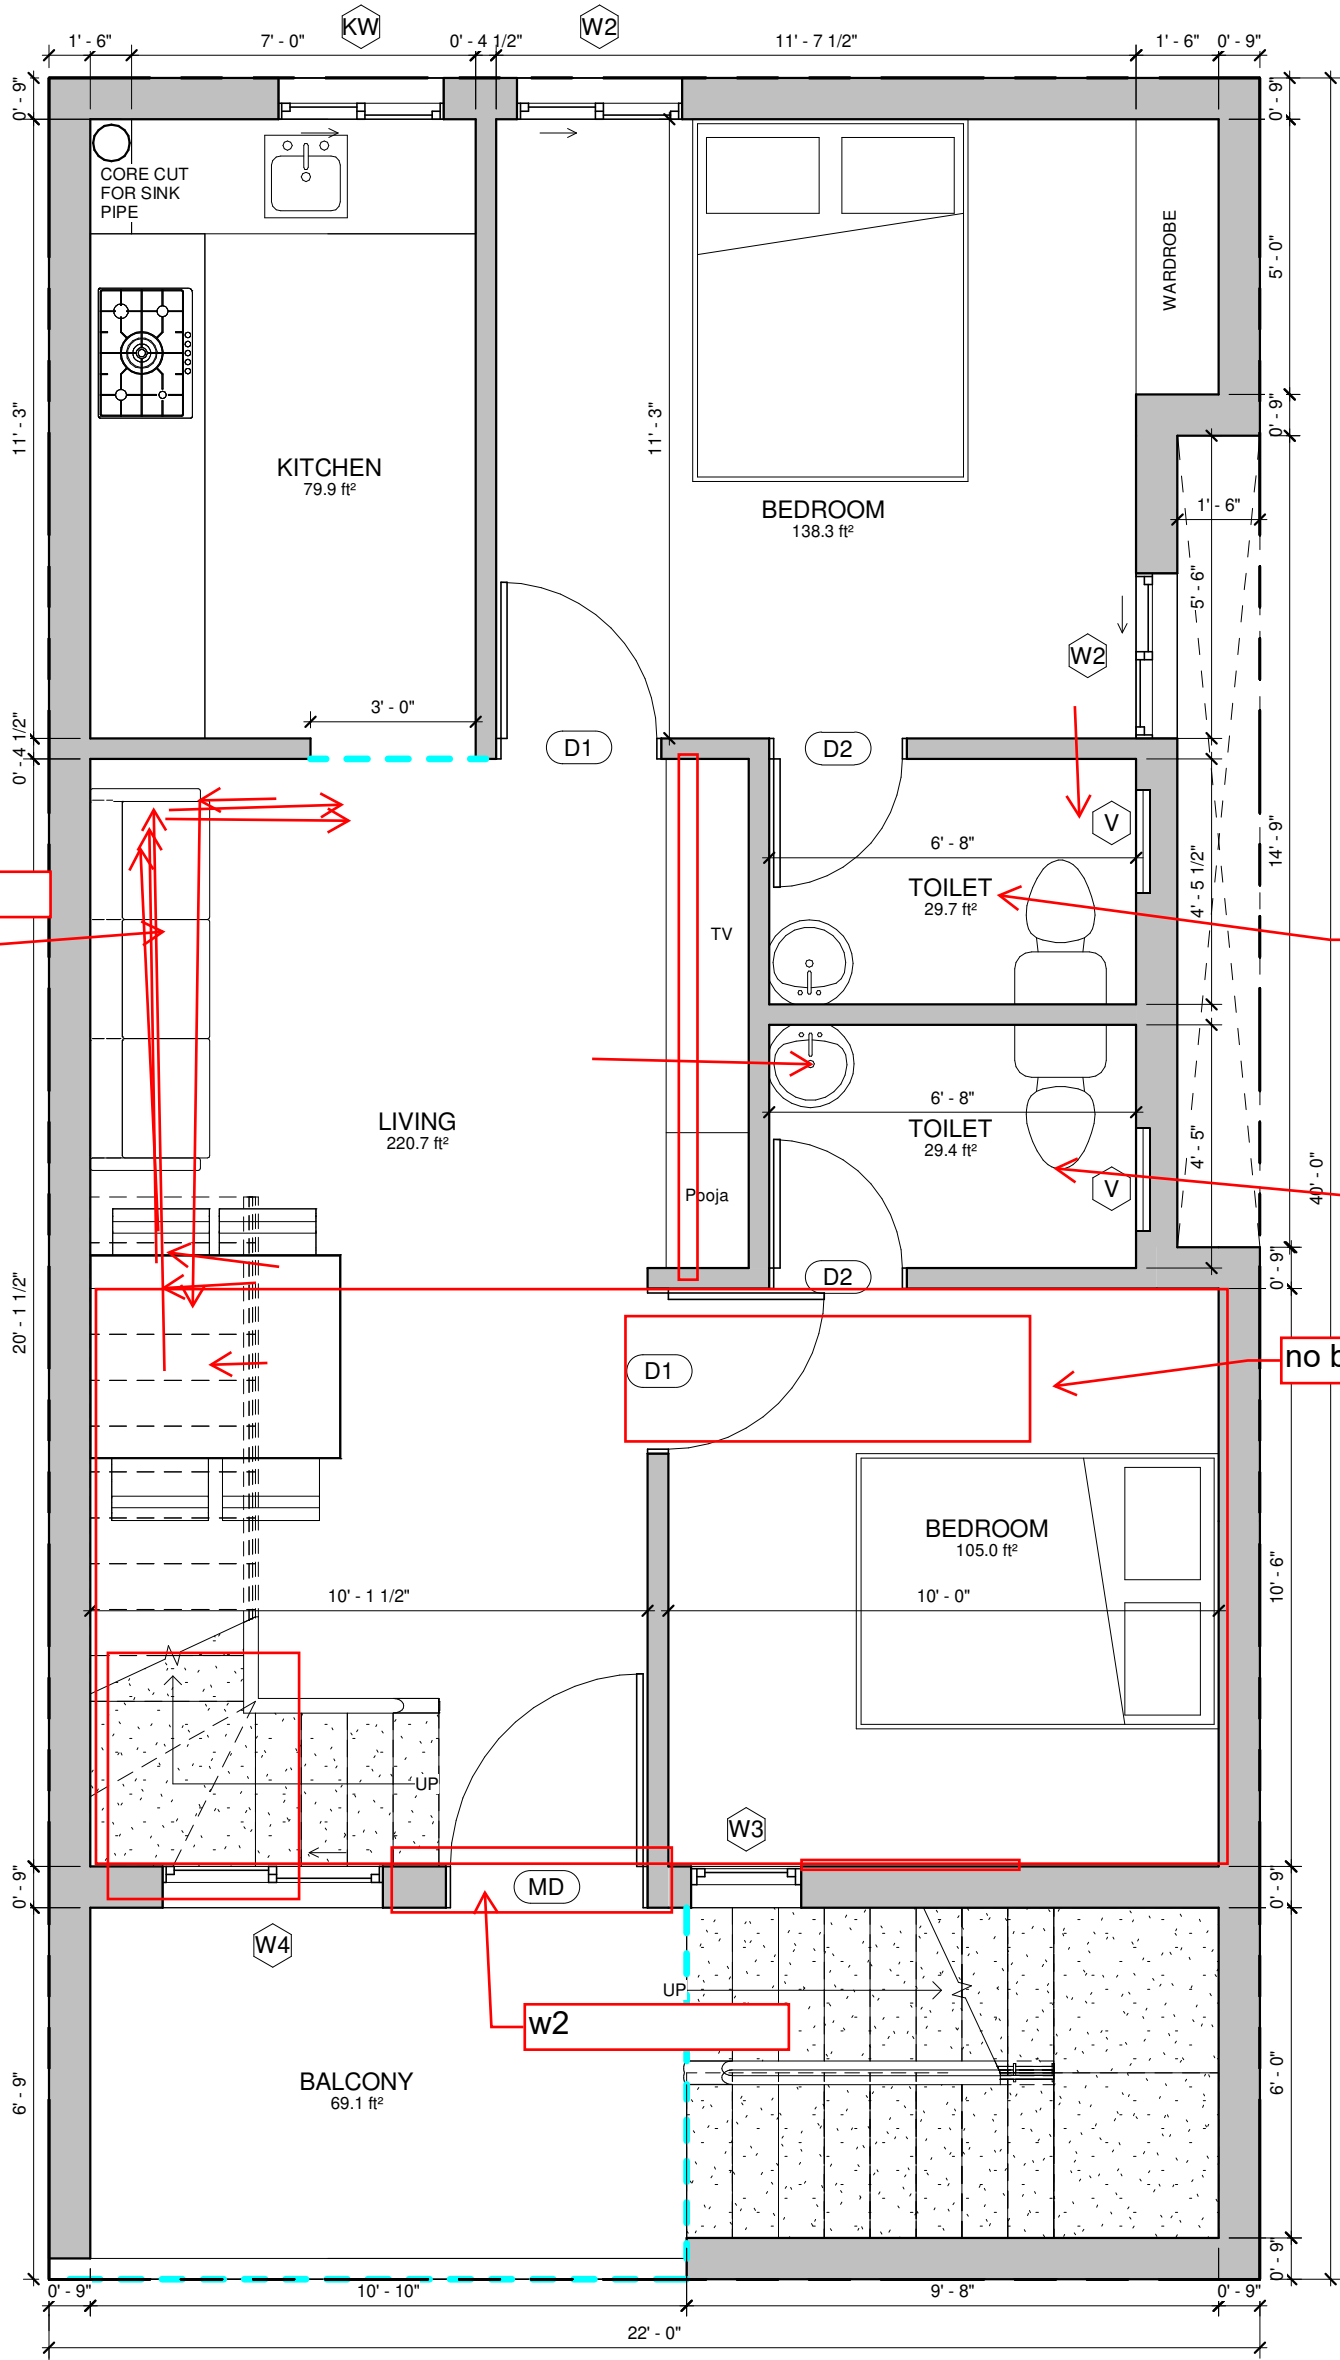 KW
W2
1' - 6"
7' - 0"
0' - 4 1/2"
11' - 7 1/2"
1' - 6"
0' - 9"
0' - 9"
0' - 9"
CORE CUT
FOR SINK
PIPE
WARDROBE
5' - 0"
11' - 3"
11' - 3"
0' - 9"
KITCHEN
79.9 ft²
BEDROOM
138.3 ft²
1' - 6"
5' - 6"
W2
3' - 0"
0' - 4 1/2"
D1
D2
V
6' - 8"
14' - 9"
4' - 5 1/2"
TOILET
29.7 ft²
TV
LIVING
220.7 ft²
6' - 8"
TOILET
29.4 ft²
4' - 5"
V
40' - 0"
Pooja
D2
0' - 9"
20' - 1 1/2"
D1
no b
BEDROOM
105.0 ft²
10' - 1 1/2"
10' - 0"
10' - 6"
UP
W3
MD
0' - 9"
0' - 9"
W4
UP
w2
BALCONY
69.1 ft²
6' - 9"
6' - 0"
0' - 9"
0' - 9"
10' - 10"
9' - 8"
0' - 9"
22' - 0"